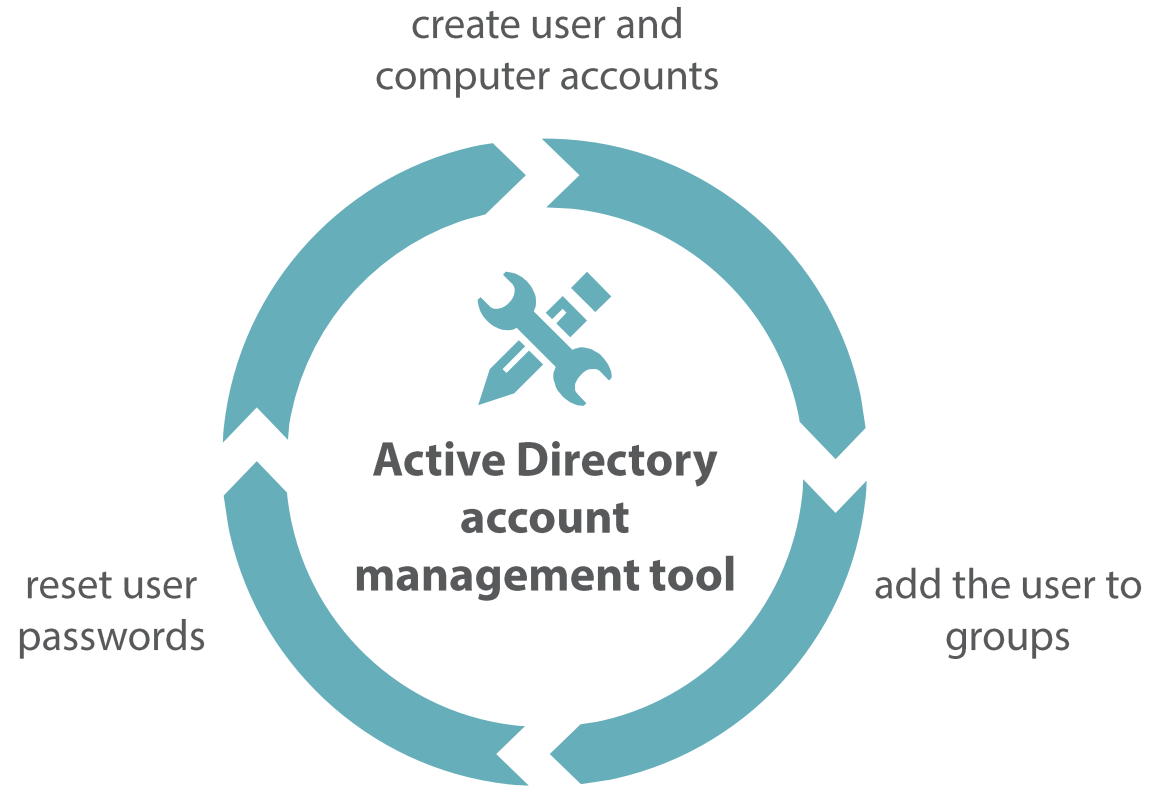 create user and
computer accounts
Active Directory
account
management tool
reset user
passwords
add the user to
groups